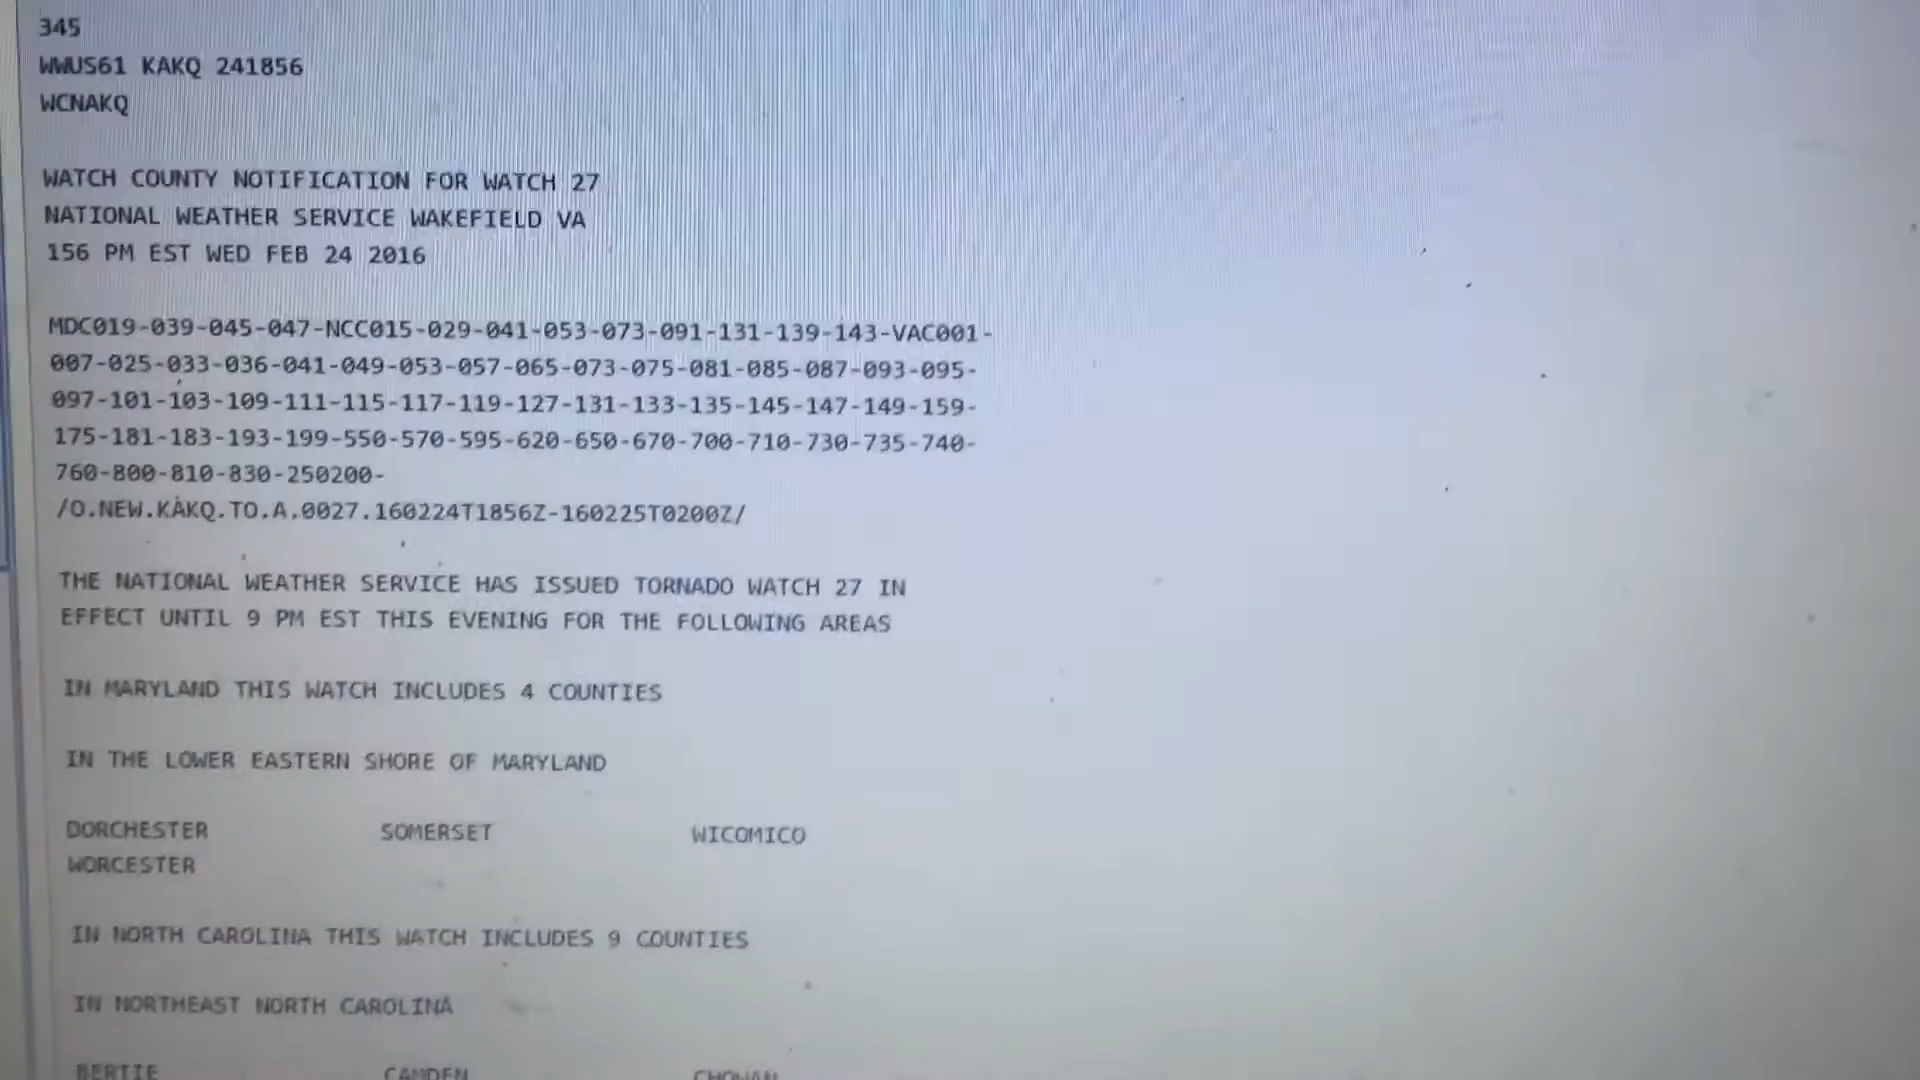 345
WWUS61 KAKQ 241856
WCNAKQ
WATCH COUNTY NOTIFICATION FOR WATCH 27
NATIONAL WEATHER SERVICE WAKEFIELD VA
156 PM EST WED FEB 24 2016
MDC019-039-045-047-NCC015-029-041-053-073-091-131-139-143-VAC001-
007-025-033-036-041-049-053-057-065-073-075-081-085-087-093-095-
097-101-103-109-111-115-117-119-127-131-133-135-145-147-149-159-
175-181-183-193-199-550-570-595-620-650-670-700-710-730-735-740-
760-800-810-830-250200-
/O.NEW.KAKQ.TO.A.0027.160224T1856Z-160225T0200Z/
THE NATIONAL WEATHER SERVICE HAS ISSUED TORNADO WATCH 27 IN
EFFECT UNTIL 9 PM EST THIS EVENING FOR THE FOLLOWING AREAS
IN MARYLAND THIS WATCH INCLUDES 4 COUNTIES
IN THE LOWER EASTERN SHORE OF MARYLAND
DORCHESTER SOMERSET WICOMICO
WORCESTER
IN NORTH CAROLINA THIS WATCH INCLUDES 9 COUNTIES
IN NORTHEAST NORTH CAROLINA
BERTIE CAMDEN CHOWAN